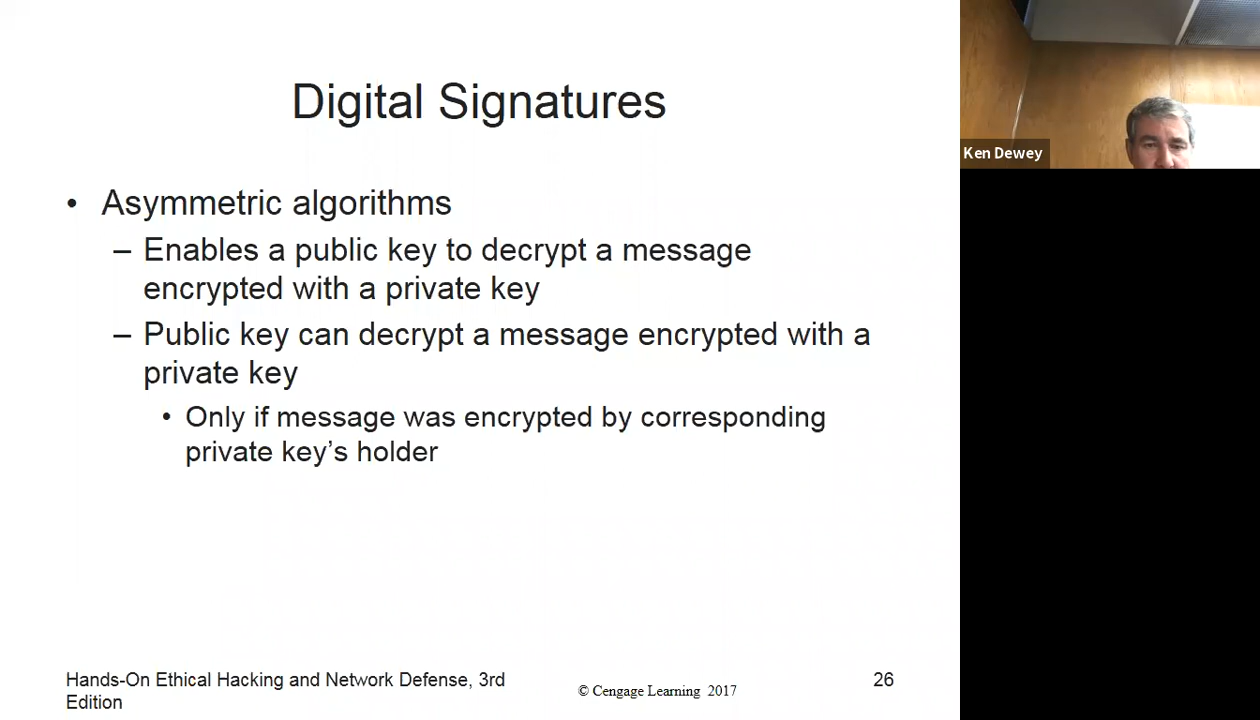 Digital Signatures
• Asymmetric algorithms
– Enables a public key to decrypt a message
encrypted with a private key
– Public key can decrypt a message encrypted with a
private key
• Only if message was encrypted by corresponding
private key’s holder
Hands-On Ethical Hacking and Network Defense, 3rd
Edition
© Cengage Learning 2017
26
Ken Dewey